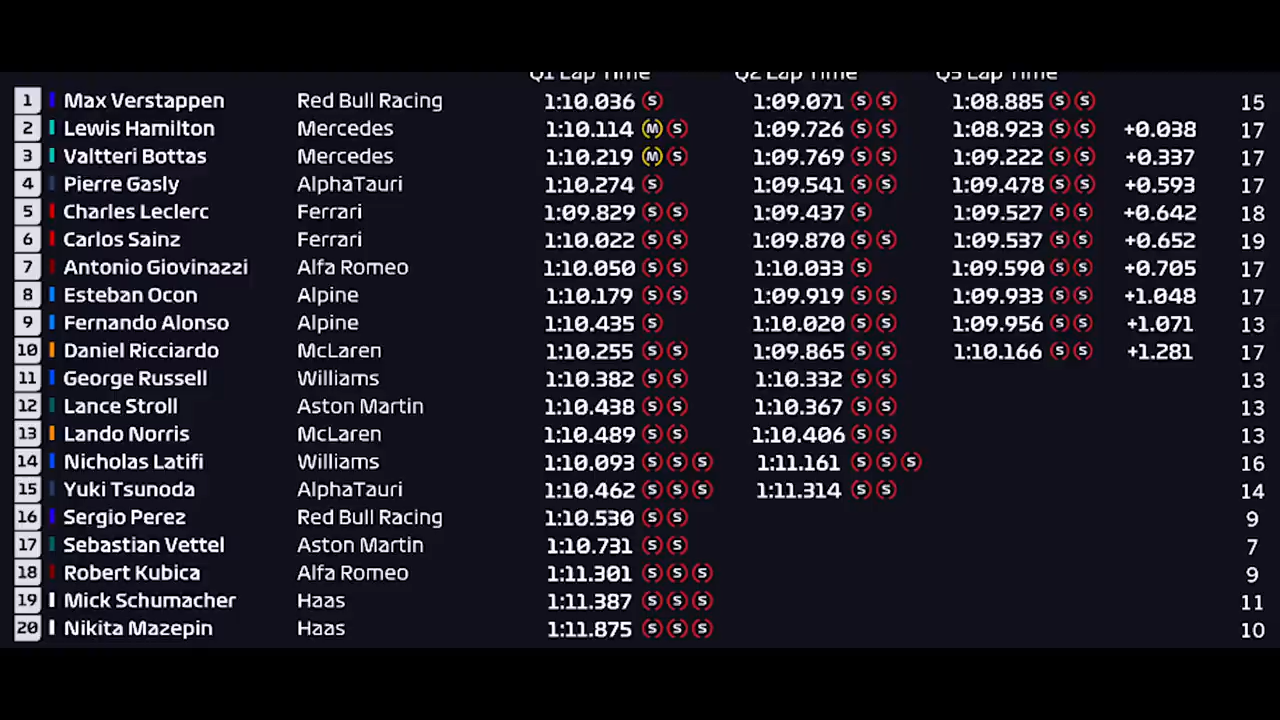 Q1 Lap Time Q2 Lap Time Q3 Lap Time
1 Max Verstappen Red Bull Racing 1:10.036 S 1:09.071 S S 1:08.885 S S 15
2 Lewis Hamilton Mercedes 1:10.114 M S 1:09.726 S S 1:08.923 S S +0.038 17
3 Valtteri Bottas Mercedes 1:10.219 M S 1:09.769 S S 1:09.222 S S +0.337 17
4 Pierre Gasly AlphaTauri 1:10.274 S 1:09.541 S S 1:09.478 S S +0.593 17
5 Charles Leclerc Ferrari 1:09.829 S S 1:09.437 S 1:09.527 S S +0.642 18
6 Carlos Sainz Ferrari 1:10.022 S S 1:09.870 S S 1:09.537 S S +0.652 19
7 Antonio Giovinazzi Alfa Romeo 1:10.050 S S 1:10.033 S 1:09.590 S S +0.705 17
8 Esteban Ocon Alpine 1:10.179 S S 1:09.919 S S 1:09.933 S S +1.048 17
9 Fernando Alonso Alpine 1:10.435 S 1:10.020 S S 1:09.956 S S +1.071 13
10 Daniel Ricciardo McLaren 1:10.255 S S 1:09.865 S S 1:10.166 S S +1.281 17
11 George Russell Williams 1:10.382 S S 1:10.332 S S 13
12 Lance Stroll Aston Martin 1:10.438 S S 1:10.367 S S 13
13 Lando Norris McLaren 1:10.489 S S 1:10.406 S S 13
14 Nicholas Latifi Williams 1:10.093 S S S 1:11.161 S S S 16
15 Yuki Tsunoda AlphaTauri 1:10.462 S S S 1:11.314 S S 14
16 Sergio Perez Red Bull Racing 1:10.530 S S 9
17 Sebastian Vettel Aston Martin 1:10.731 S S 7
18 Robert Kubica Alfa Romeo 1:11.301 S S S 9
19 Mick Schumacher Haas 1:11.387 S S S 11
20 Nikita Mazepin Haas 1:11.875 S S S 10